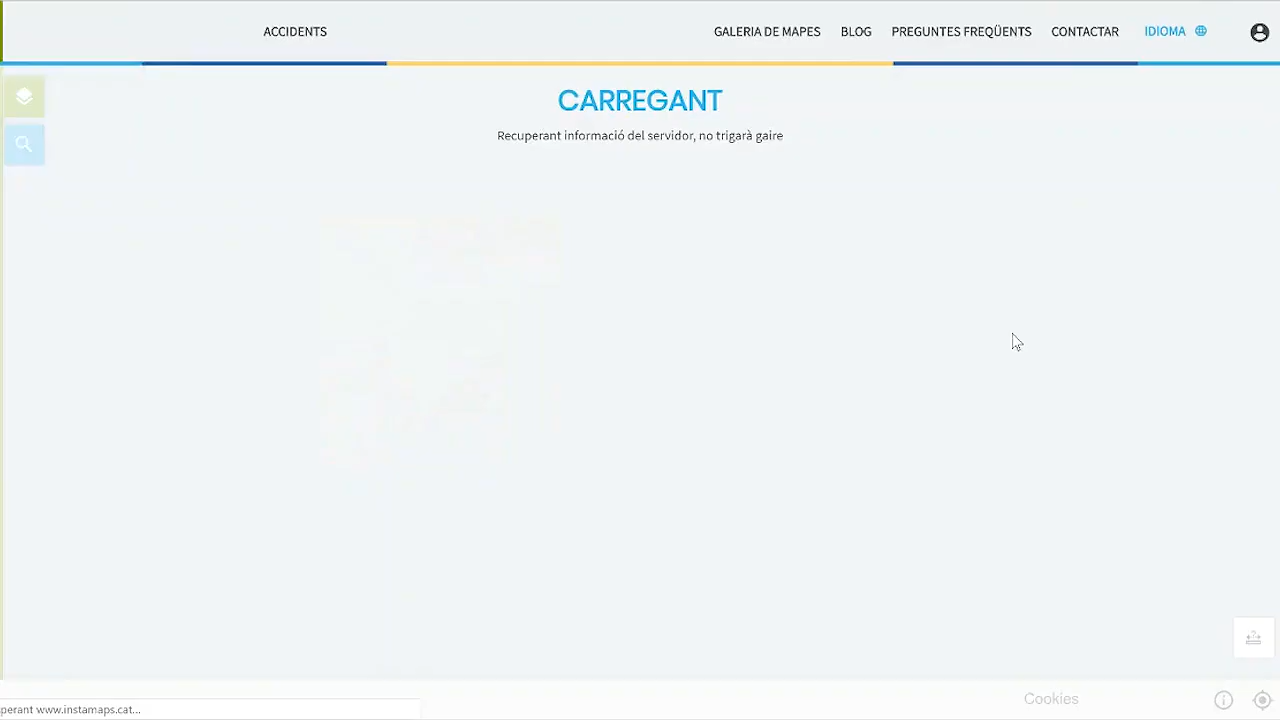 ACCIDENTS
GALERIA DE MAPES BLOG PREGUNTES FREQÜENTS CONTACTAR IDIOMA
CARREGANT
Recuperant informació del servidor, no trigarà gaire
Cookies
perant www.instamaps.cat...